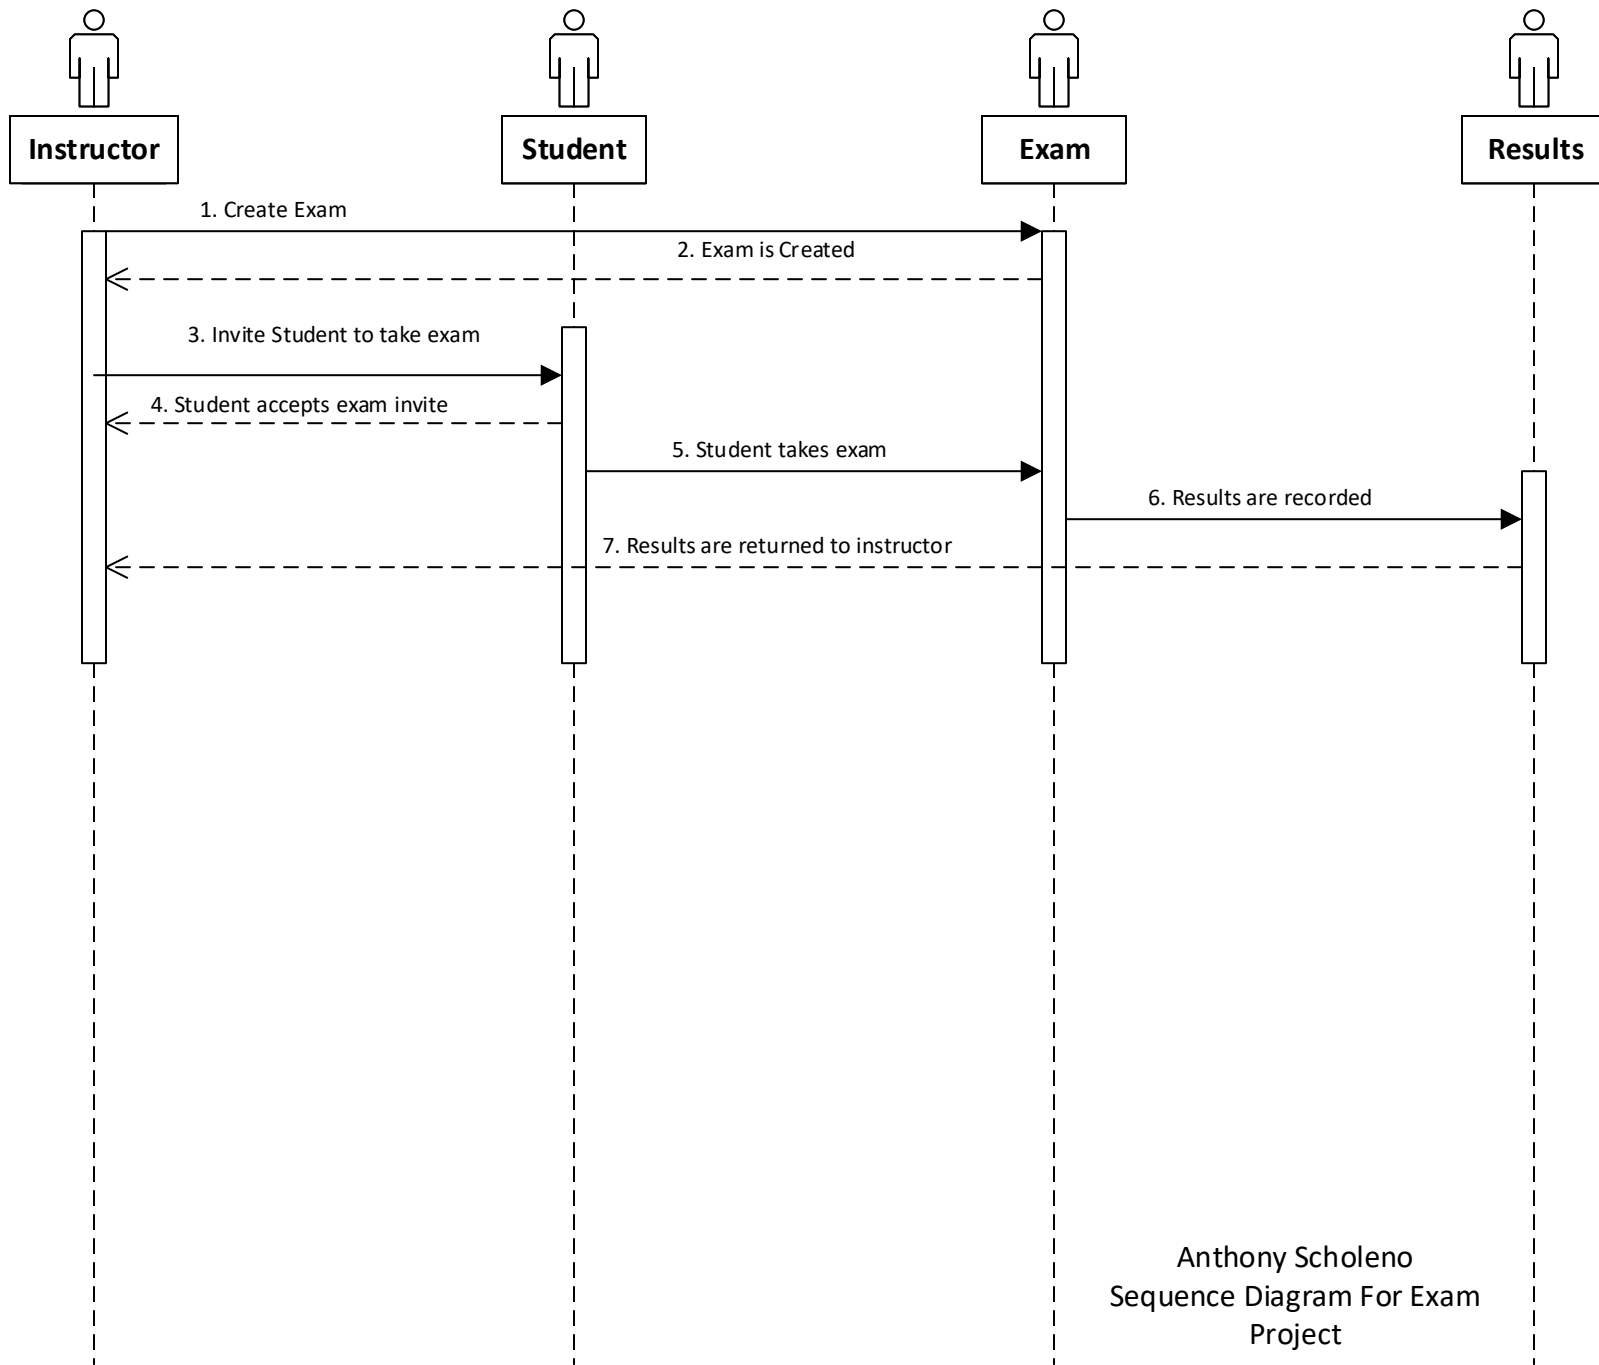 Instructor
Student
Exam
Results
1. Create Exam
2. Exam is Created
3. Invite Student to take exam
4. Student accepts exam invite
5. Student takes exam
6. Results are recorded
7. Results are returned to instructor
Anthony Scholeno
Sequence Diagram For Exam
Project